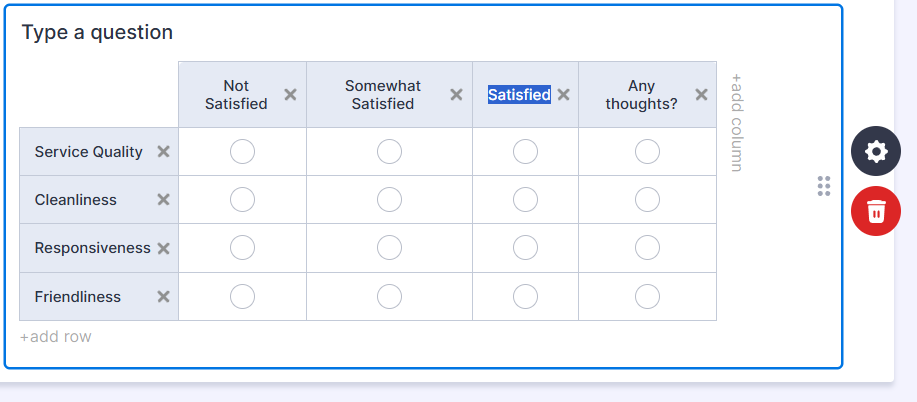 Type a question
Not
Satisfied
Somewhat
Satisfied
Satisfied
Any
thoughts?
+add column
Service Quality
Cleanliness
Responsiveness
Friendliness
+add row